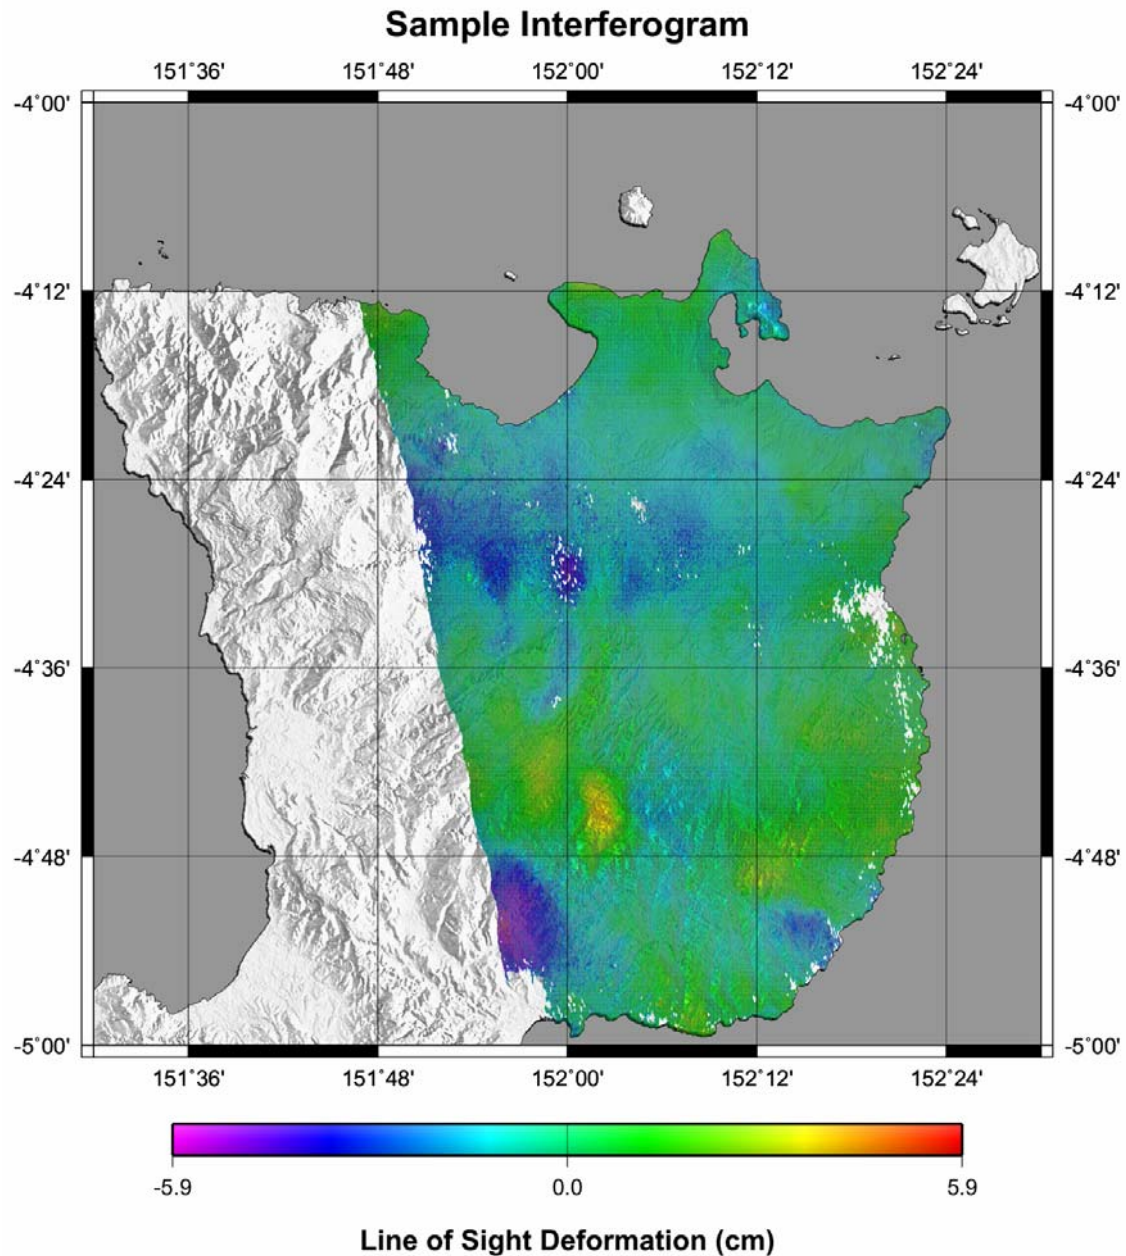 Sample Interferogram
151˚36' 151˚48' 152˚00' 152˚12' 152˚24'
-4˚00' -4˚00'
-4˚12' -4˚12'
-4˚24' -4˚24'
-4˚36' -4˚36'
-4˚48' -4˚48'
-5˚00' -5˚00'
151˚36' 151˚48' 152˚00' 152˚12' 152˚24'
-5.9 0.0 5.9
Line of Sight Deformation (cm)